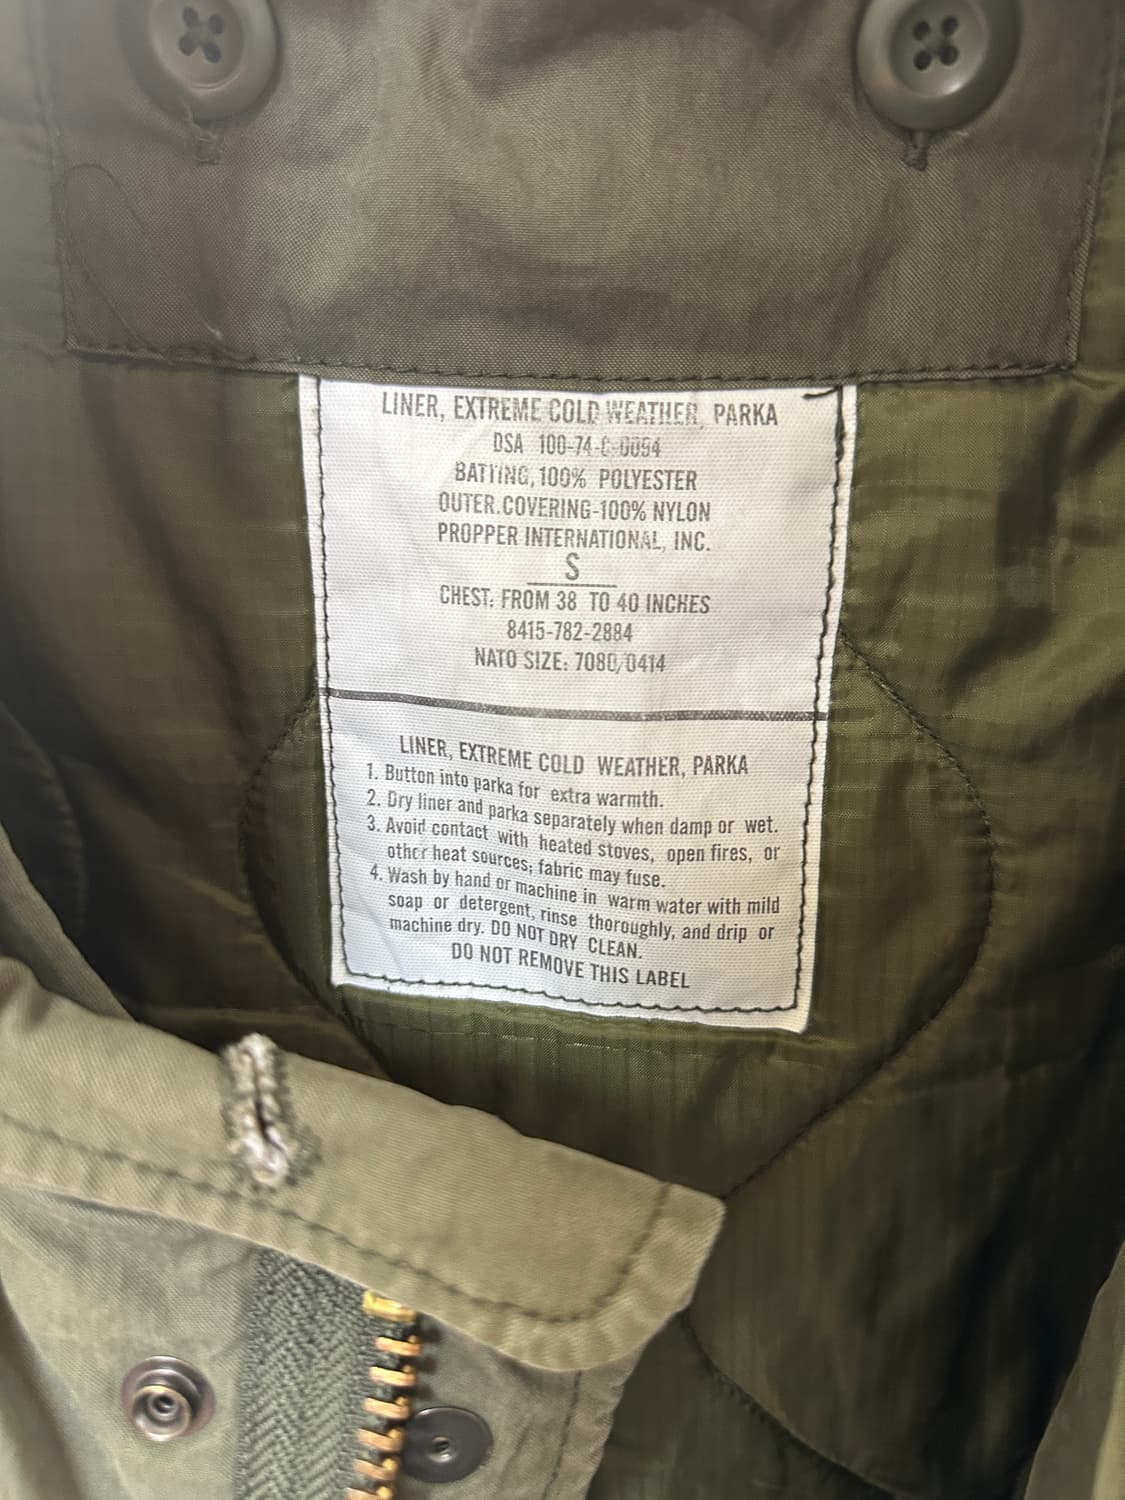 LINER, EXTREME COLD WEATHER, PARKA
DSA 100-74-C-0094
BATTING, 100% POLYESTER
OUTER.COVERING-100% NYLON
PROPPER INTERNATIONAL, INC.
S
CHEST: FROM 38 TO 40 INCHES
8415-782-2884
NATO SIZE: 7080/0414
LINER, EXTREME COLD WEATHER, PARKA
1. Button into parka for extra warmth.
2. Dry liner and parka separately when damp or wet.
3. Avoid contact with heated stoves, open fires, or
other heat sources; fabric may fuse.
4. Wash by hand or machine in warm water with mild
soap or detergent, rinse thoroughly, and drip or
machine dry. DO NOT DRY CLEAN.
DO NOT REMOVE THIS LABEL